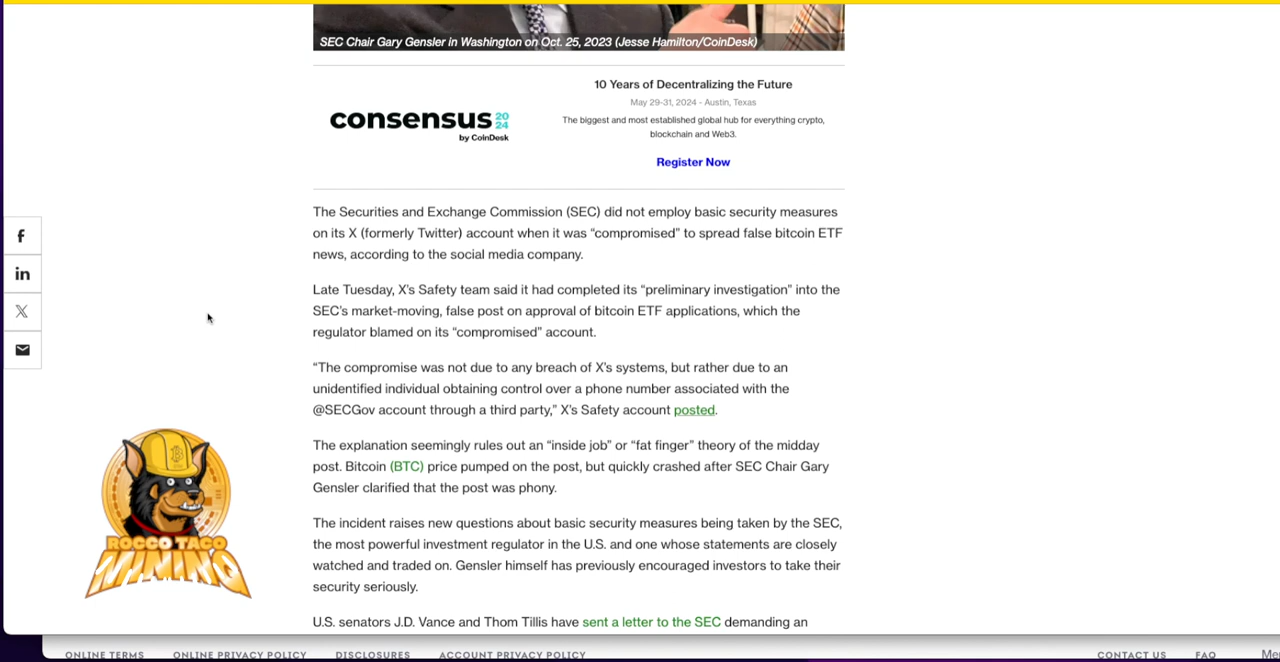 SEC Chair Gary Gensler in Washington on Oct. 25, 2023 (Jesse Hamilton/CoinDesk)
consensus 20 24
by CoinDesk
10 Years of Decentralizing the Future
May 29-31, 2024 - Austin, Texas
The biggest and most established global hub for everything crypto,
blockchain and Web3.
Register Now
The Securities and Exchange Commission (SEC) did not employ basic security measures
on its X (formerly Twitter) account when it was “compromised” to spread false bitcoin ETF
news, according to the social media company.
Late Tuesday, X’s Safety team said it had completed its “preliminary investigation” into the
SEC’s market-moving, false post on approval of bitcoin ETF applications, which the
regulator blamed on its “compromised” account.
“The compromise was not due to any breach of X’s systems, but rather due to an
unidentified individual obtaining control over a phone number associated with the
@SECGov account through a third party,” X’s Safety account posted.
The explanation seemingly rules out an “inside job” or “fat finger” theory of the midday
post. Bitcoin (BTC) price pumped on the post, but quickly crashed after SEC Chair Gary
Gensler clarified that the post was phony.
The incident raises new questions about basic security measures being taken by the SEC,
the most powerful investment regulator in the U.S. and one whose statements are closely
watched and traded on. Gensler himself has previously encouraged investors to take their
security seriously.
U.S. senators J.D. Vance and Thom Tillis have sent a letter to the SEC demanding an
f
in
X
ROCCO TACO
MINING
ONLINE TERMS ONLINE PRIVACY POLICY DISCLOSURES ACCOUNT PRIVACY POLICY CONTACT US FAQ Me